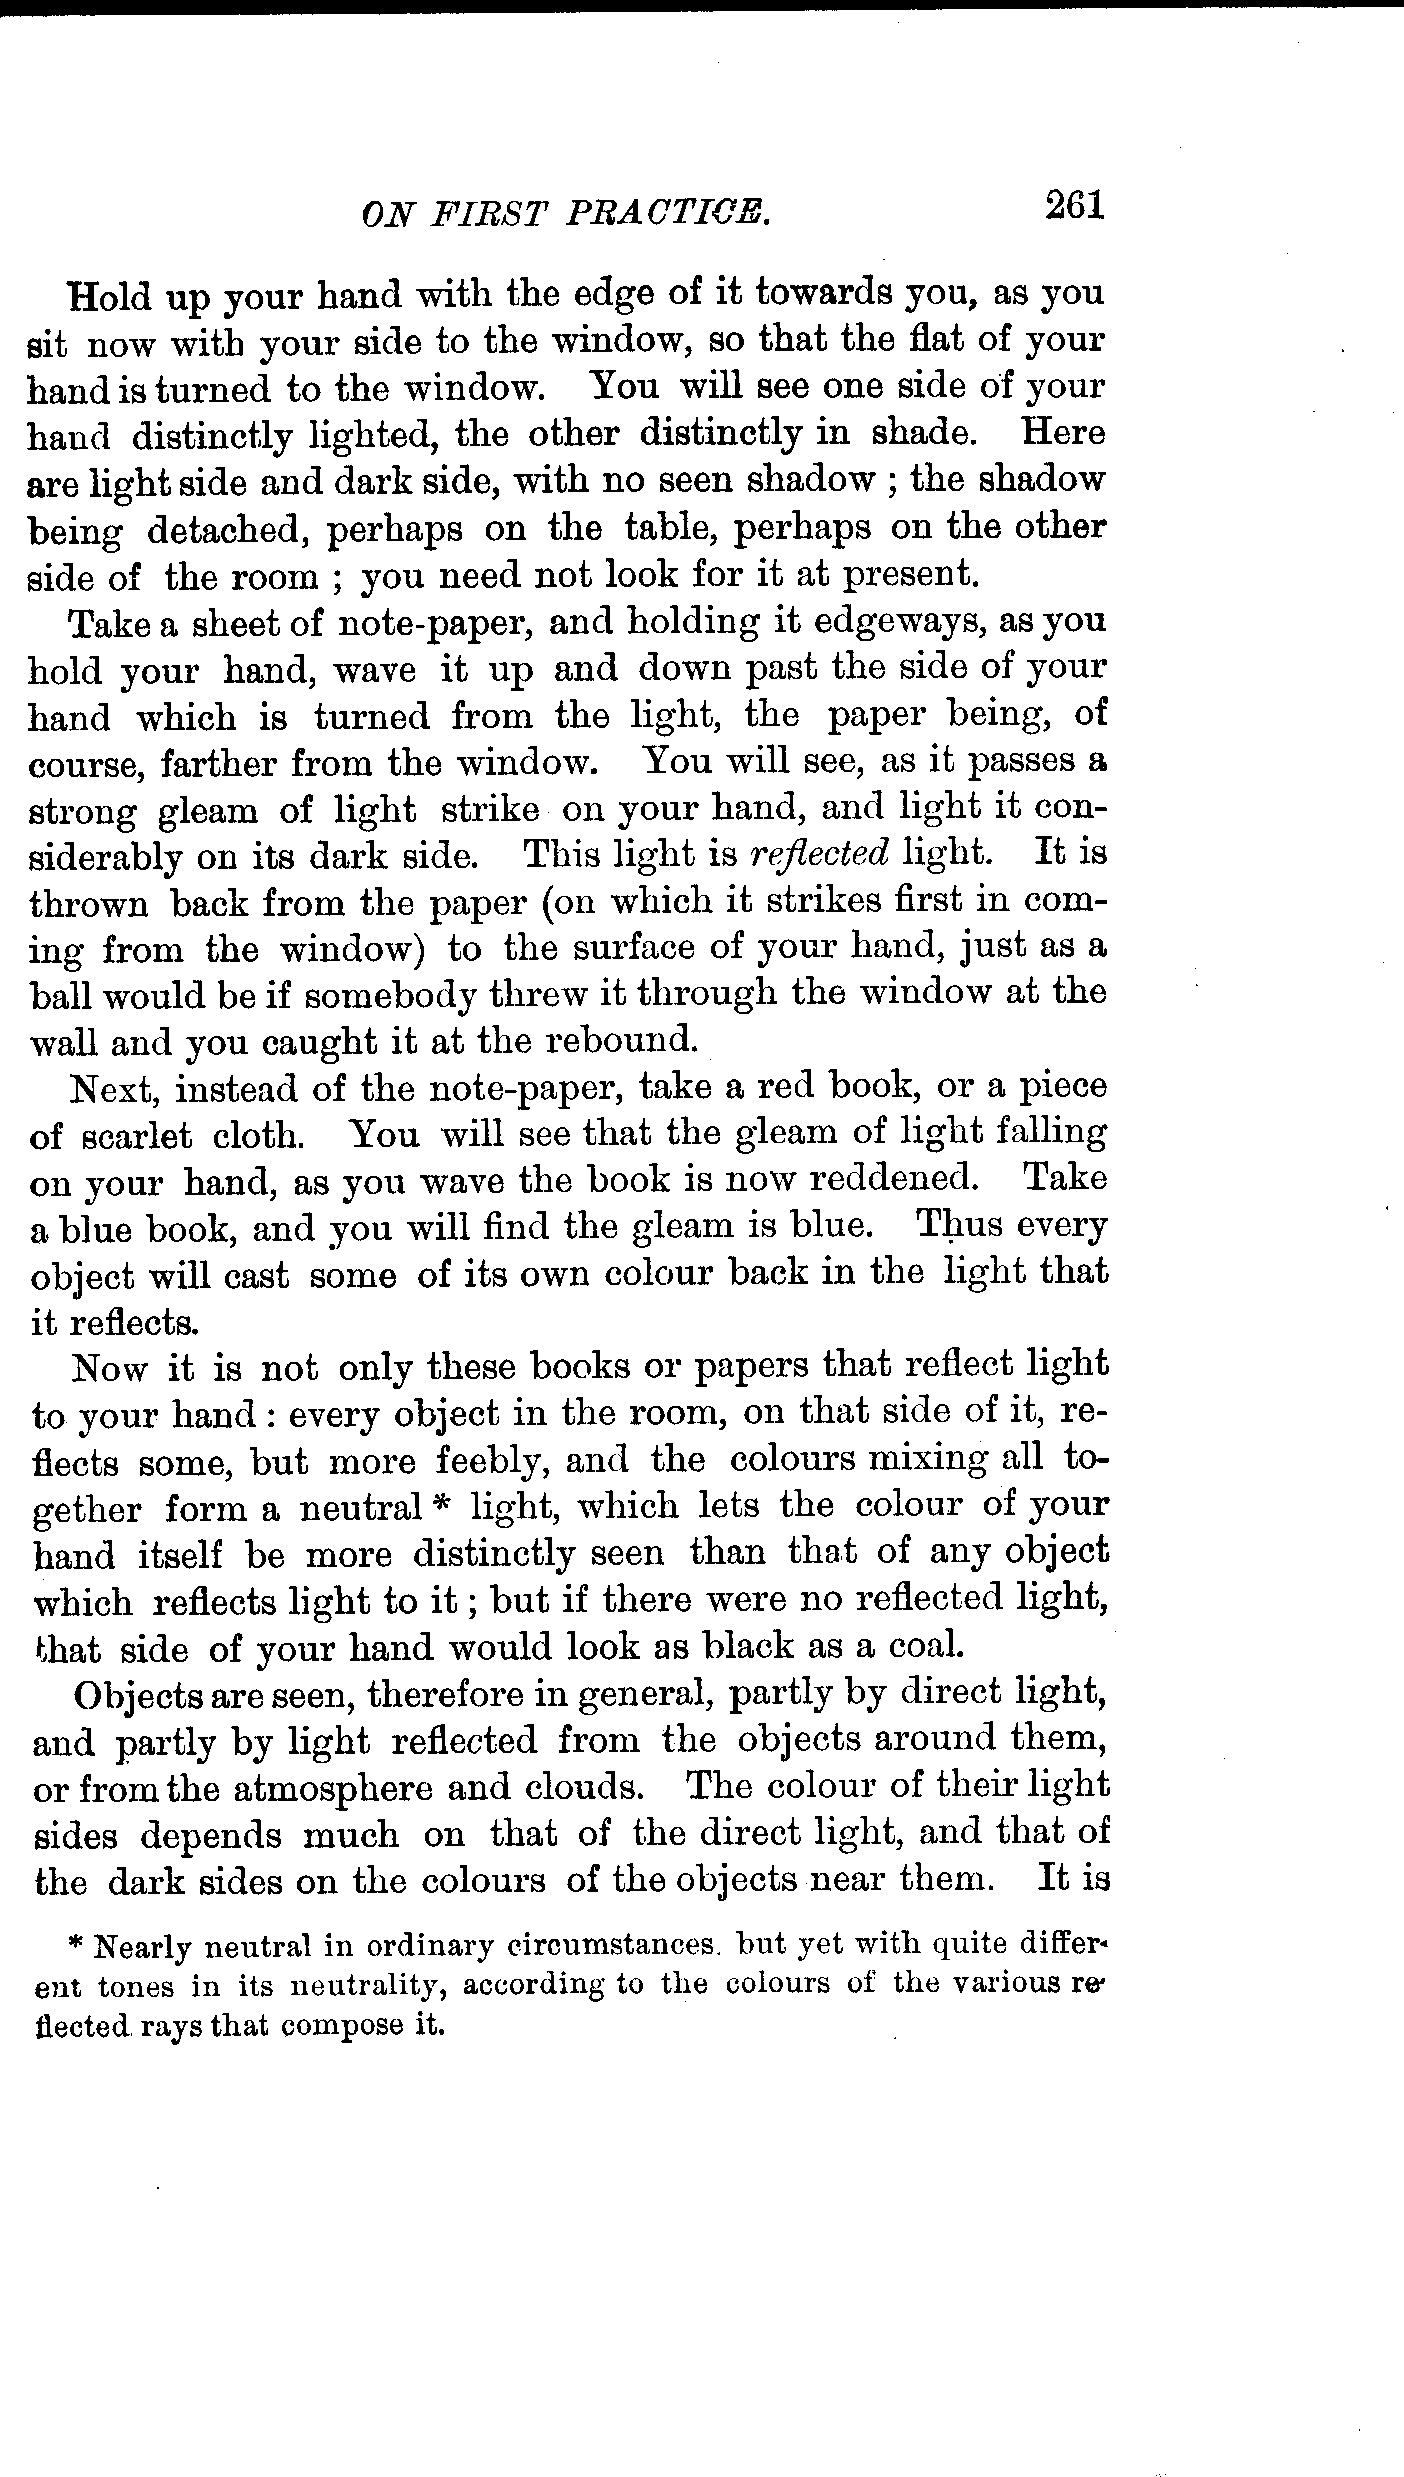 ON FIRST PRACTICE. 261
Hold up your hand with the edge of it towards you, as you
sit now with your side to the window, so that the flat of your
hand is turned to the window. You will see one side of your
hand distinctly lighted, the other distinctly in shade. Here
are light side and dark side, with no seen shadow ; the shadow
being detached, perhaps on the table, perhaps on the other
side of the room ; you need not look for it at present.
Take a sheet of note-paper, and holding it edgeways, as you
hold your hand, wave it up and down past the side of your
hand which is turned from the light, the paper being, of
course, farther from the window. You will see, as it passes a
strong gleam of light strike on your hand, and light it con-
siderably on its dark side. This light is reflected light. It is
thrown back from the paper (on which it strikes first in com-
ing from the window) to the surface of your hand, just as a
ball would be if somebody threw it through the window at the
wall and you caught it at the rebound.
Next, instead of the note-paper, take a red book, or a piece
of scarlet cloth. You will see that the gleam of light falling
on your hand, as you wave the book is now reddened. Take
a blue book, and you will find the gleam is blue. Thus every
object will cast some of its own colour back in the light that
it reflects.
Now it is not only these books or papers that reflect light
to your hand : every object in the room, on that side of it, re-
flects some, but more feebly, and the colours mixing all to-
gether form a neutral * light, which lets the colour of your
hand itself be more distinctly seen than that of any object
which reflects light to it ; but if there were no reflected light,
that side of your hand would look as black as a coal.
Objects are seen, therefore in general, partly by direct light,
and partly by light reflected from the objects around them,
or from the atmosphere and clouds. The colour of their light
sides depends much on that of the direct light, and that of
the dark sides on the colours of the objects near them. It is
* Nearly neutral in ordinary circumstances. but yet with quite differ-
ent tones in its neutrality, according to the colours of the various re-
flected rays that compose it.